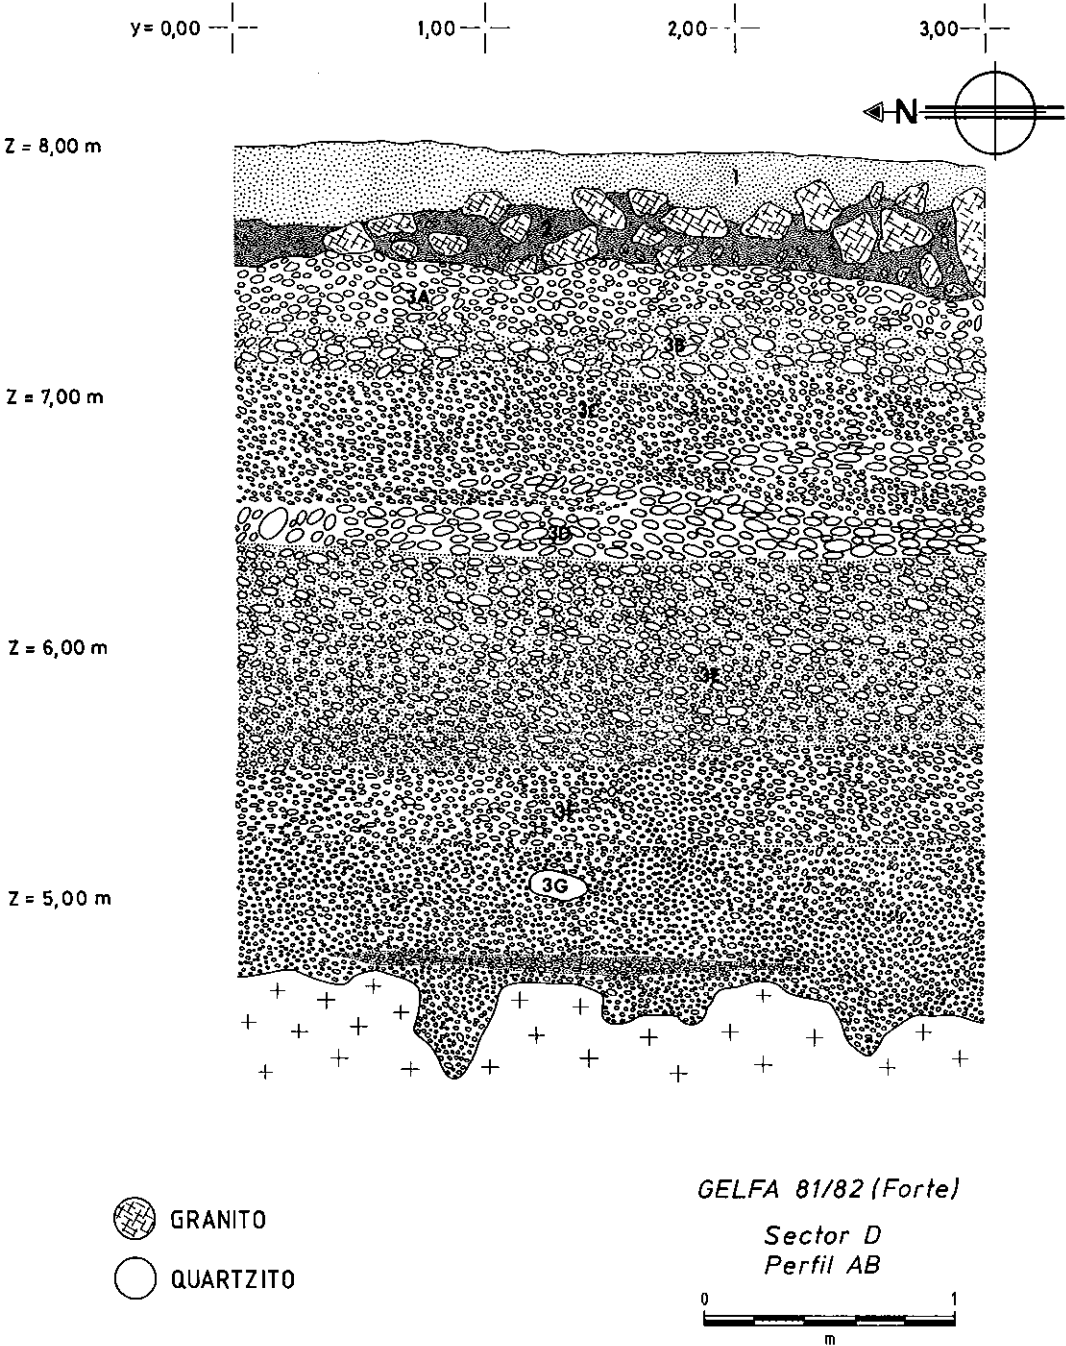 y= 0,00 1,00 2,00 3,00
N
Z = 8,00 m
1
2
3A
3B
Z = 7,00 m
3C
3D
Z = 6,00 m
3E
3F
3G
Z = 5,00 m
GELFA 81/82 (Forte)
GRANITO
Sector D
Perfil AB
QUARTZITO
0 1
m